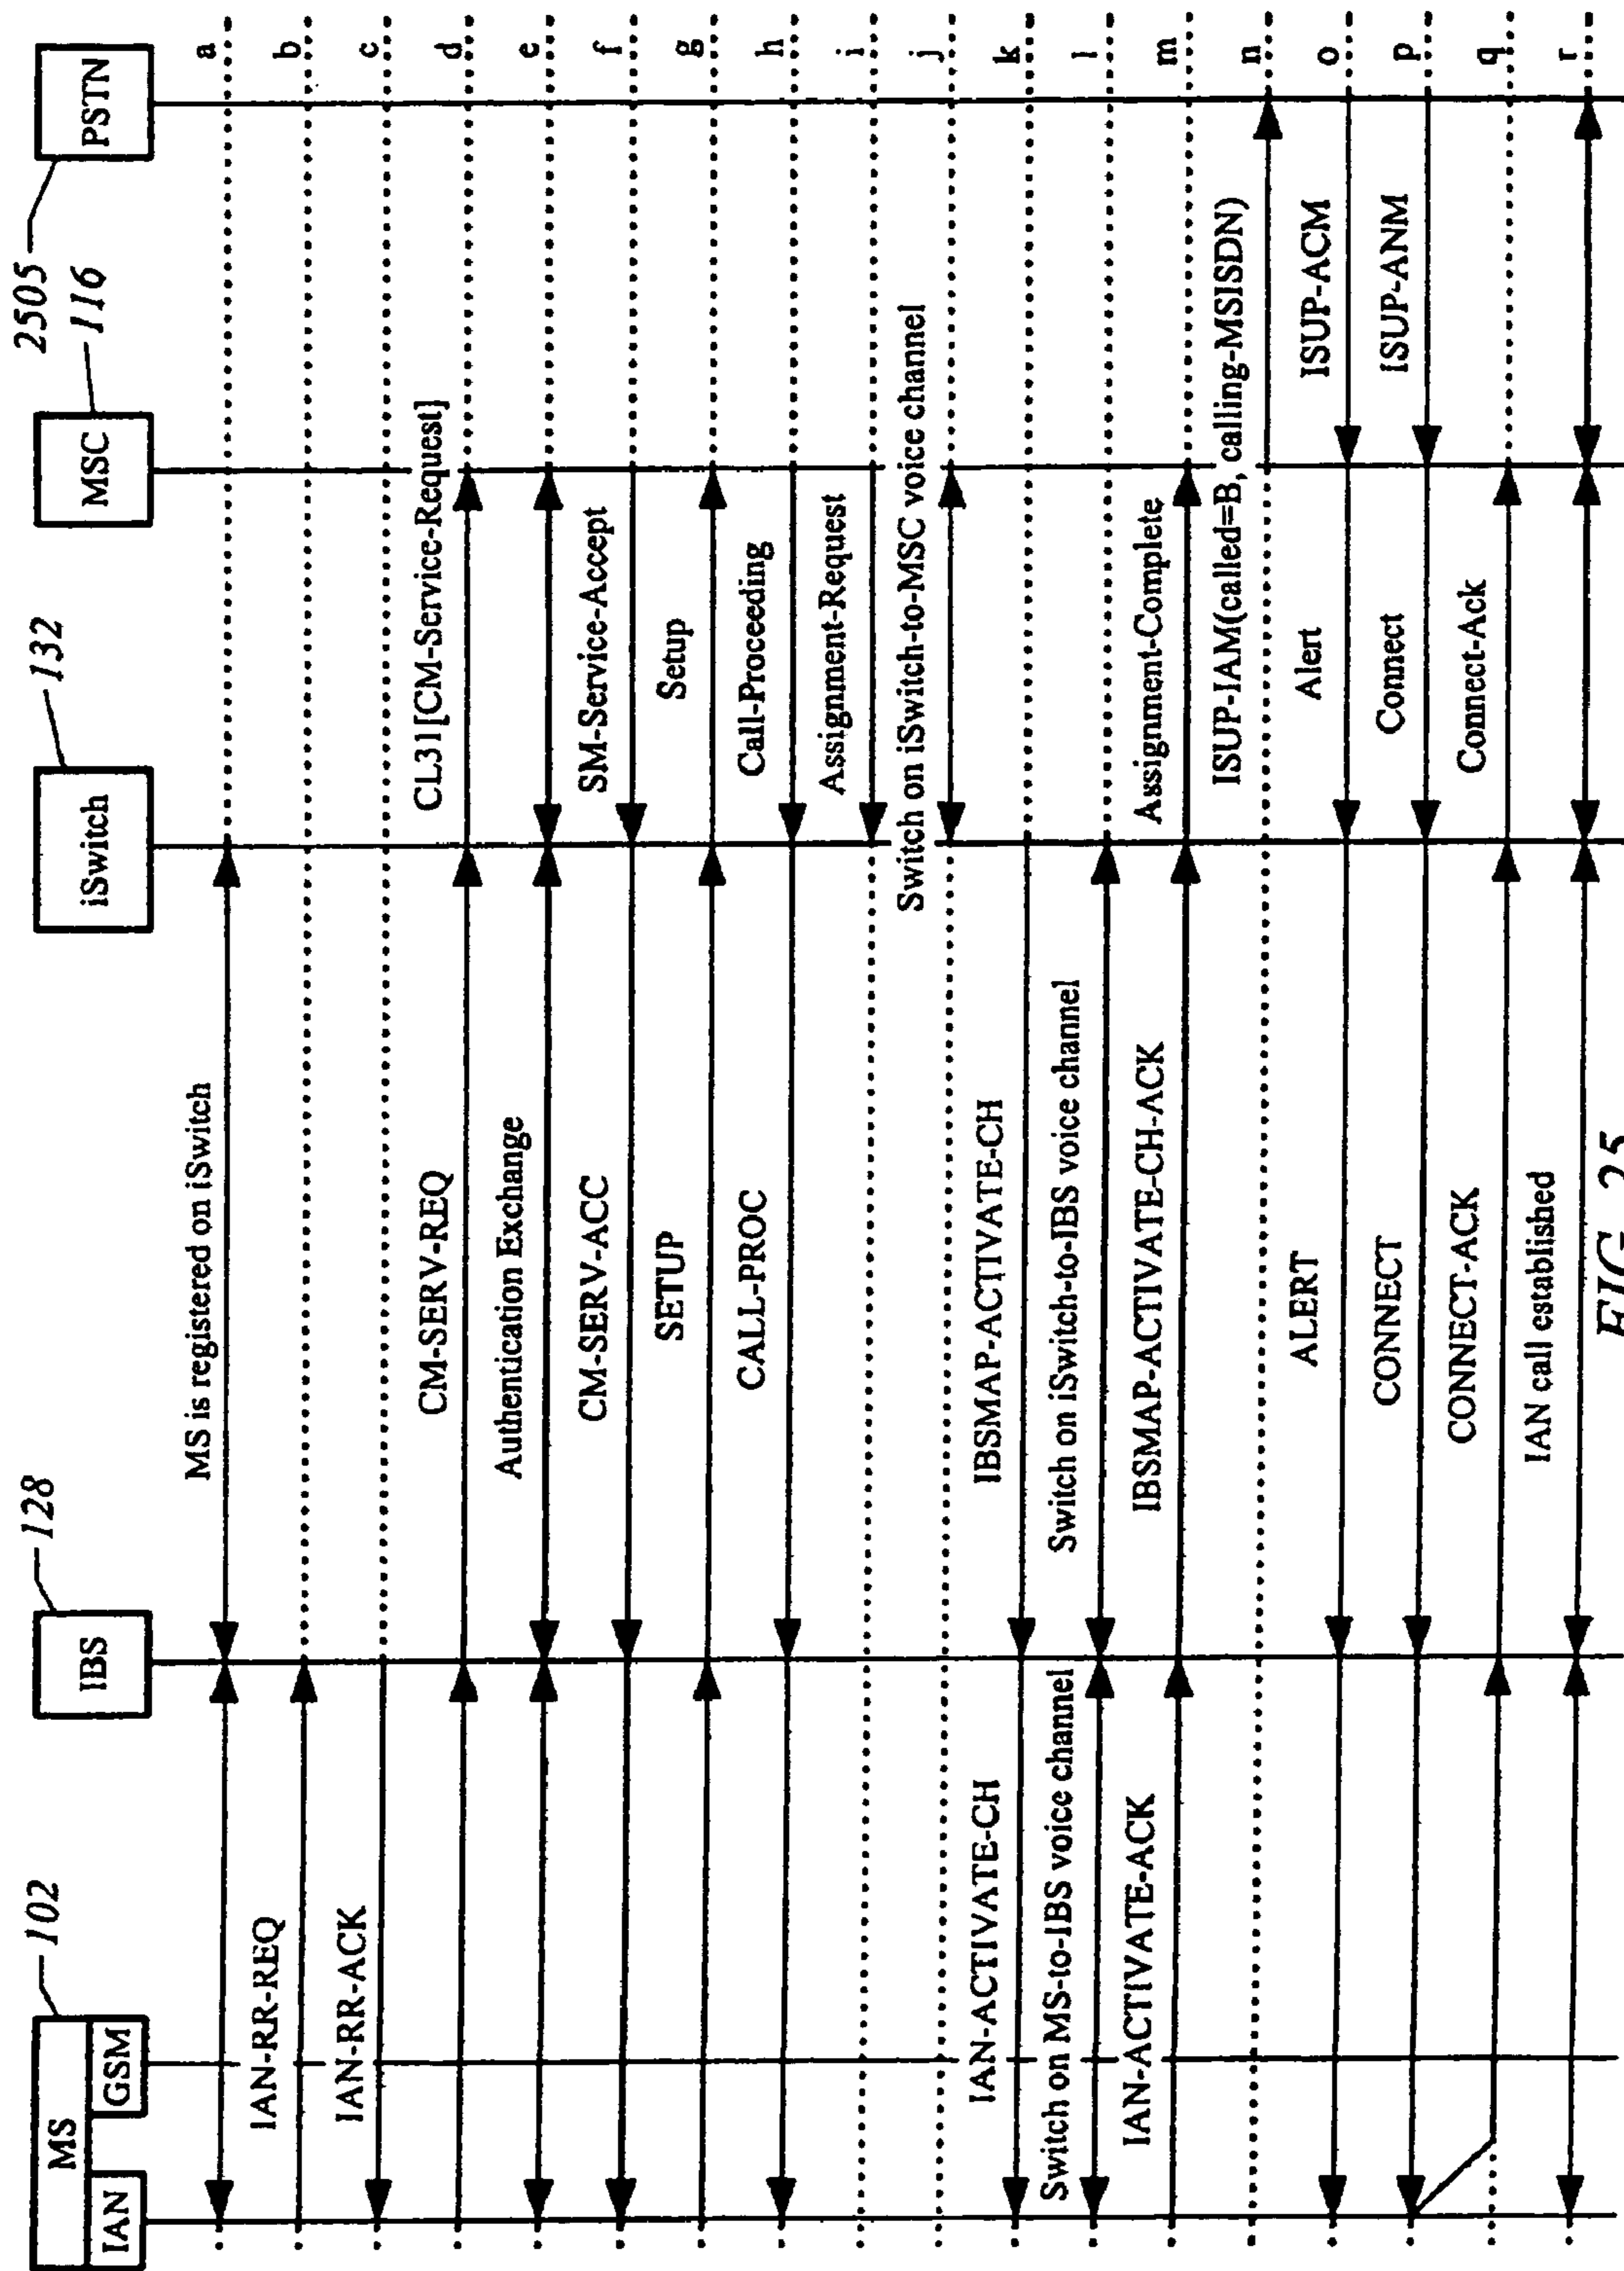 102
128
132
2505
116
MS
IAN
GSM
IBS
iSwitch
MSC
PSTN
MS is registered on iSwitch
a
IAN-RR-REQ
b
IAN-RR-ACK
c
CM-SERV-REQ
CL31[CM-Service-Request]
d
Authentication Exchange
e
CM-SERV-ACC
SM-Service-Accept
f
SETUP
Setup
g
CALL-PROC
Call-Proceeding
h
Assignment-Request
i
Switch on iSwitch-to-MSC voice channel
j
IAN-ACTIVATE-CH
IBSMAP-ACTIVATE-CH
k
Switch on MS-to-IBS voice channel
Switch on iSwitch-to-IBS voice channel
l
IAN-ACTIVATE-ACK
IBSMAP-ACTIVATE-CH-ACK
Assignment-Complete
m
ISUP-IAM(called=B, calling-MSISDN)
n
ALERT
Alert
ISUP-ACM
o
CONNECT
Connect
ISUP-ANM
p
CONNECT-ACK
Connect-Ack
q
IAN call established
r
FIG. 25